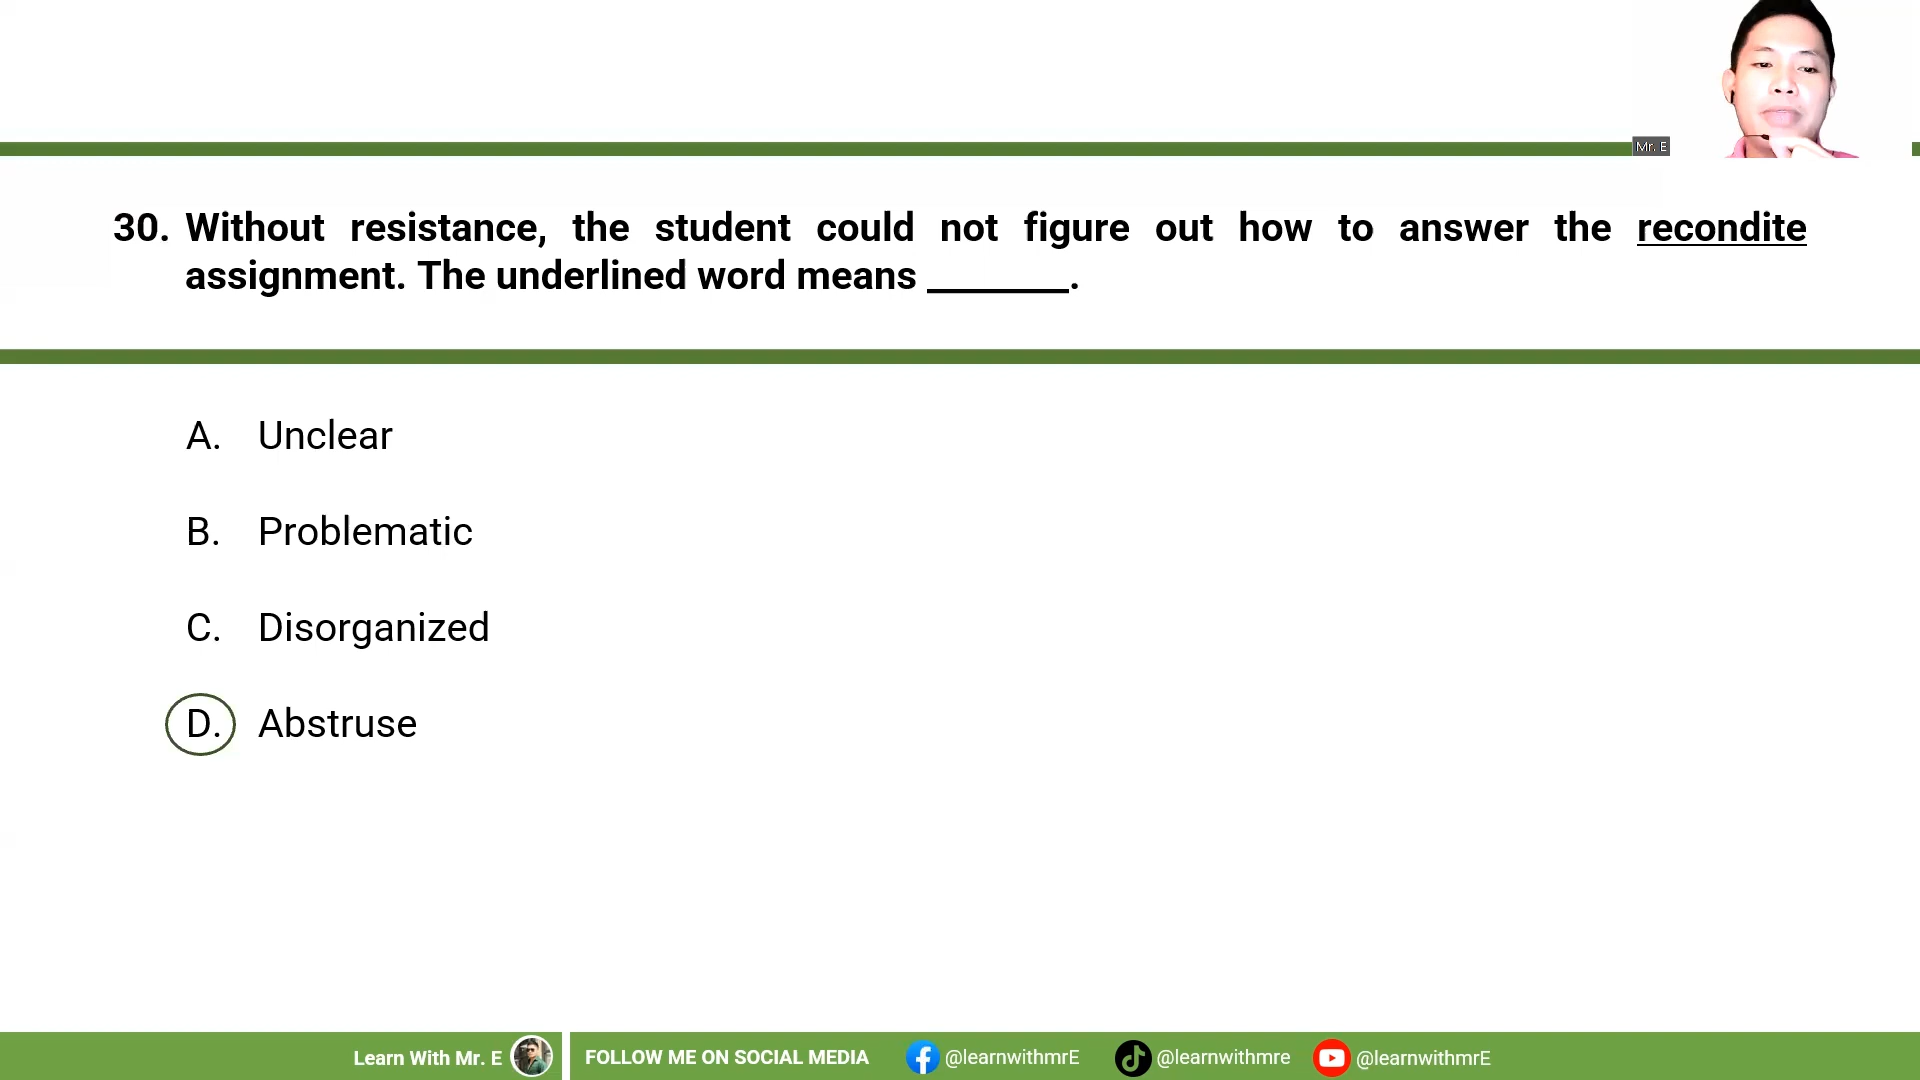 Mr. E
30. Without resistance, the student could not figure out how to answer the recondite
assignment. The underlined word means ________.
A. Unclear
B. Problematic
C. Disorganized
D. Abstruse
Learn With Mr. E
FOLLOW ME ON SOCIAL MEDIA
@learnwithmrE
@learnwithmre
@learnwithmrE